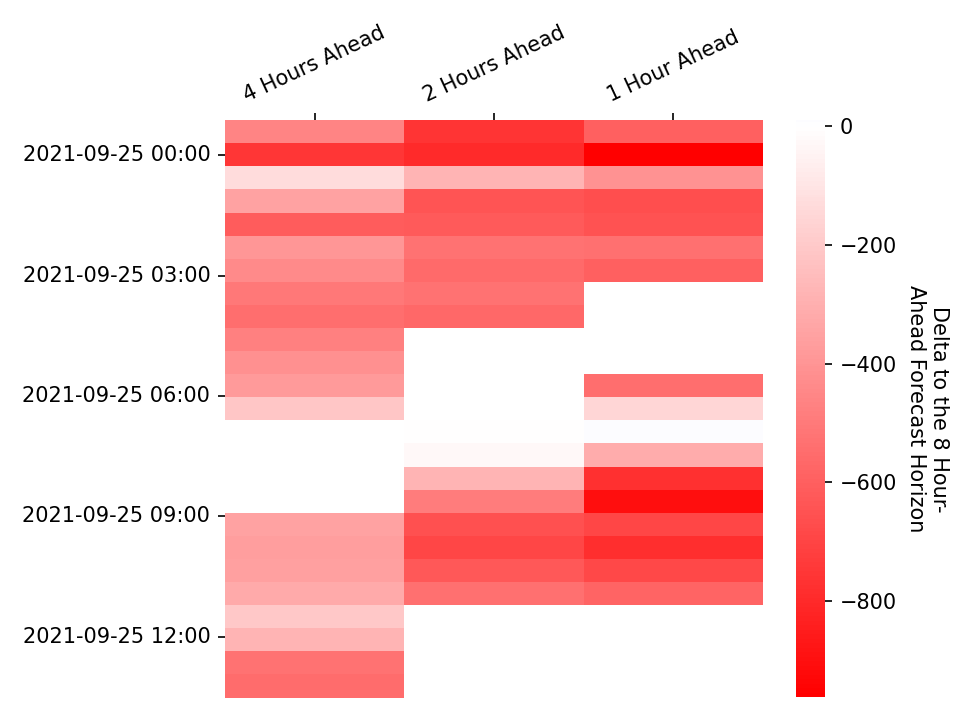 4 Hours Ahead
2 Hours Ahead
1 Hour Ahead
2021-09-25 00:00
2021-09-25 03:00
2021-09-25 06:00
2021-09-25 09:00
2021-09-25 12:00
0
−200
−400
−600
−800
Delta to the 8 Hour-
Ahead Forecast Horizon